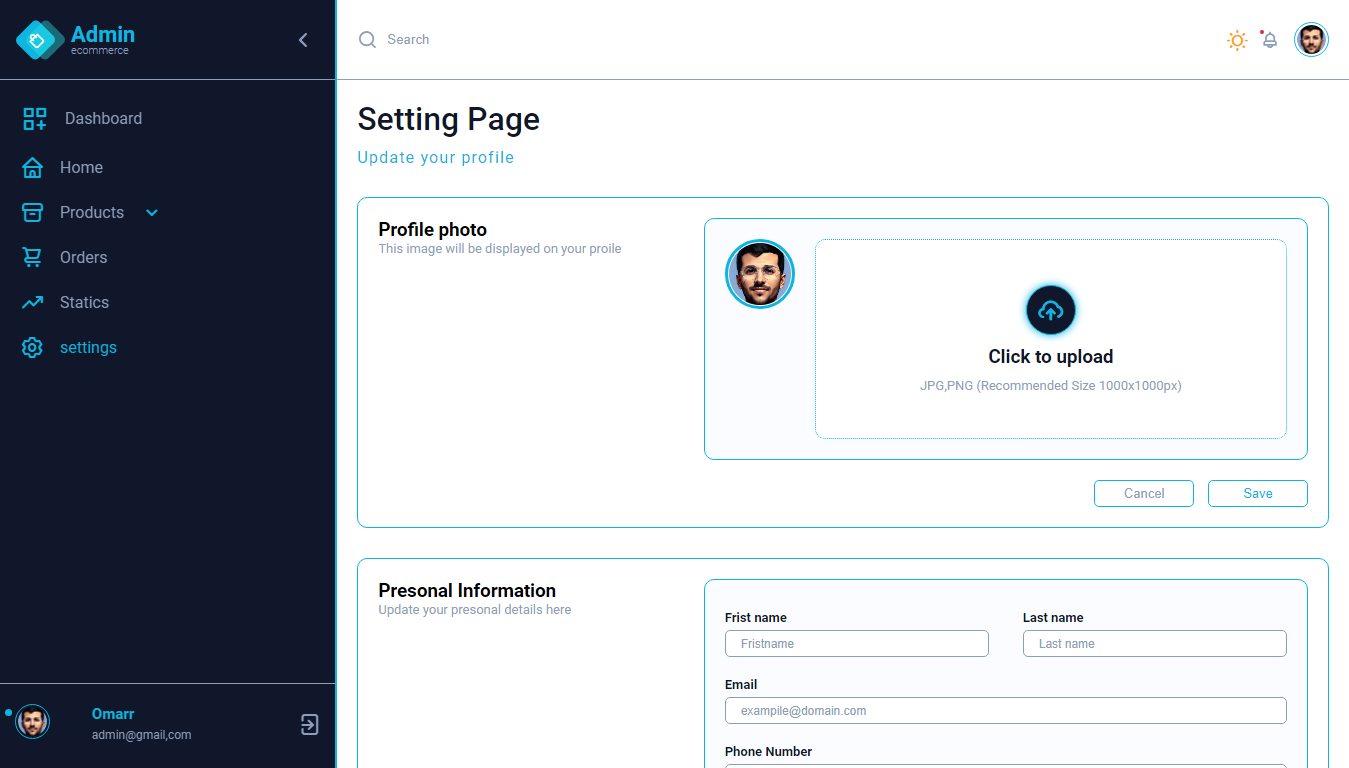 Admin
ecommerce
Search
Dashboard
Home
Products
Orders
Statics
settings
Omarr
admin@gmail,com
Setting Page
Update your profile
Profile photo
This image will be displayed on your proile
Click to upload
JPG,PNG (Recommended Size 1000x1000px)
Cancel
Save
Presonal Information
Update your presonal details here
Frist name
Last name
Fristname
Last name
Email
exampile@domain.com
Phone Number